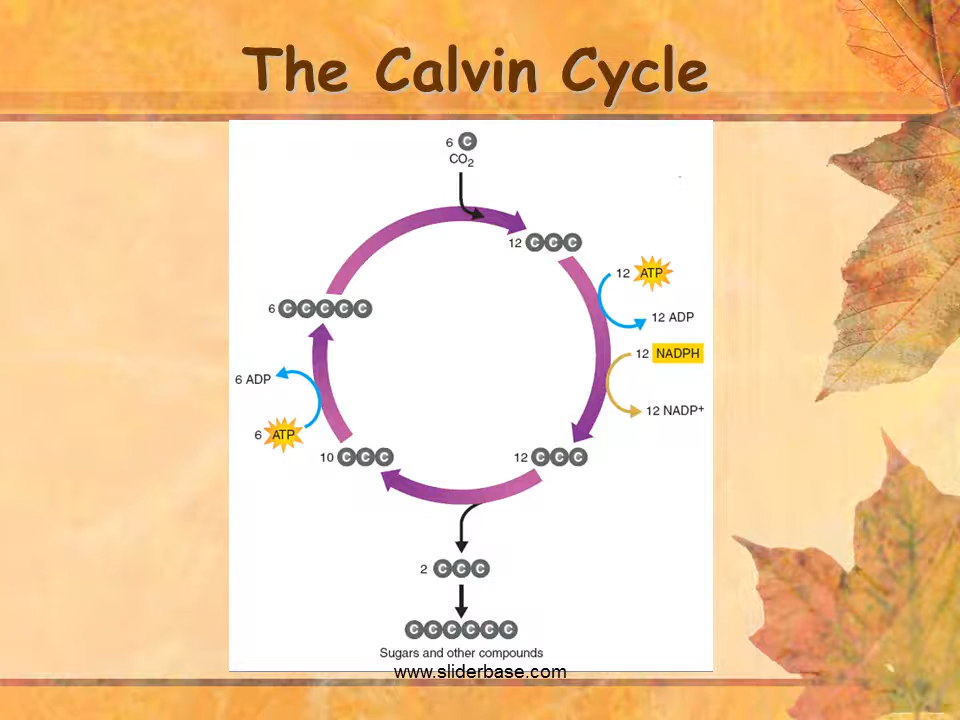 The Calvin Cycle
6 C
CO₂
12 C C C
12 ATP
12 ADP
12 NADPH
12 NADP⁺
6 C C C C C
6 ADP
6 ATP
10 C C C
12 C C C
2 C C C
C C C C C C
Sugars and other compounds
www.sliderbase.com